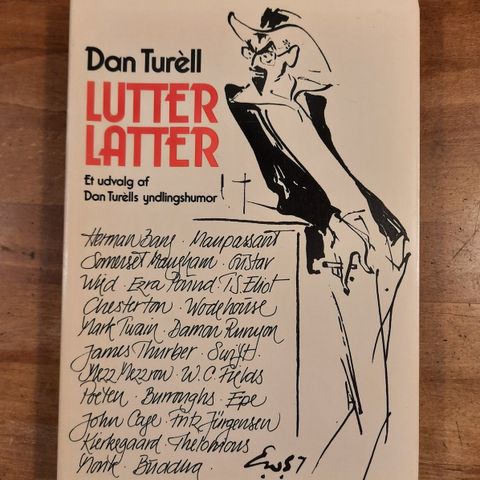 Dan Turèll
LUTTER
LATTER
Et udvalg af
Dan Turèlls yndlingshumor
Herman Bang · Maupassant
Somerset Maugham · Gustav
Wied · Ezra Pound · T.S. Eliot
Chesterton · Wodehouse
Mark Twain · Damon Runyon
James Thurber · Swift ·
Mezz Mezzrow · W.C. Fields
Poeten · Burroughs · Epe
John Cage · Fritz Jürgensen
Kierkegaard · Thelonious
Monk · Buddha